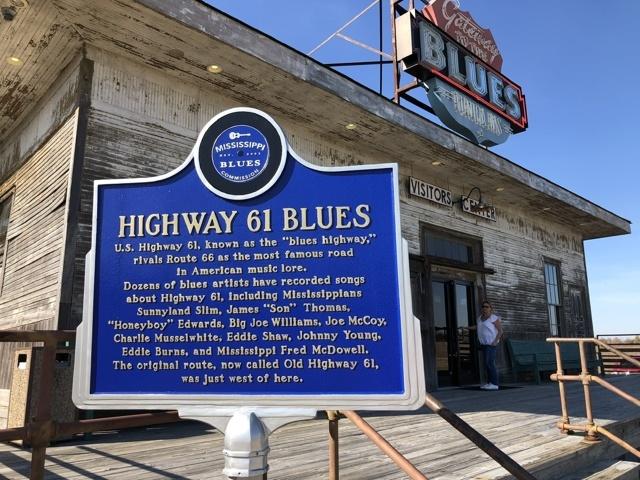 Gateway
TO THE
BLUES
VISITORS CENTER
MISSISSIPPI
BLUES
COMMISSION
HIGHWAY 61 BLUES
U.S. Highway 61, known as the "blues highway,"
rivals Route 66 as the most famous road
in American music lore.
Dozens of blues artists have recorded songs
about Highway 61, including Mississippians
Sunnyland Slim, James "Son" Thomas,
"Honeyboy" Edwards, Big Joe Williams, Joe McCoy,
Charlie Musselwhite, Eddie Shaw, Johnny Young,
Eddie Burns, and Mississippi Fred McDowell.
The original route, now called Old Highway 61,
was just west of here.